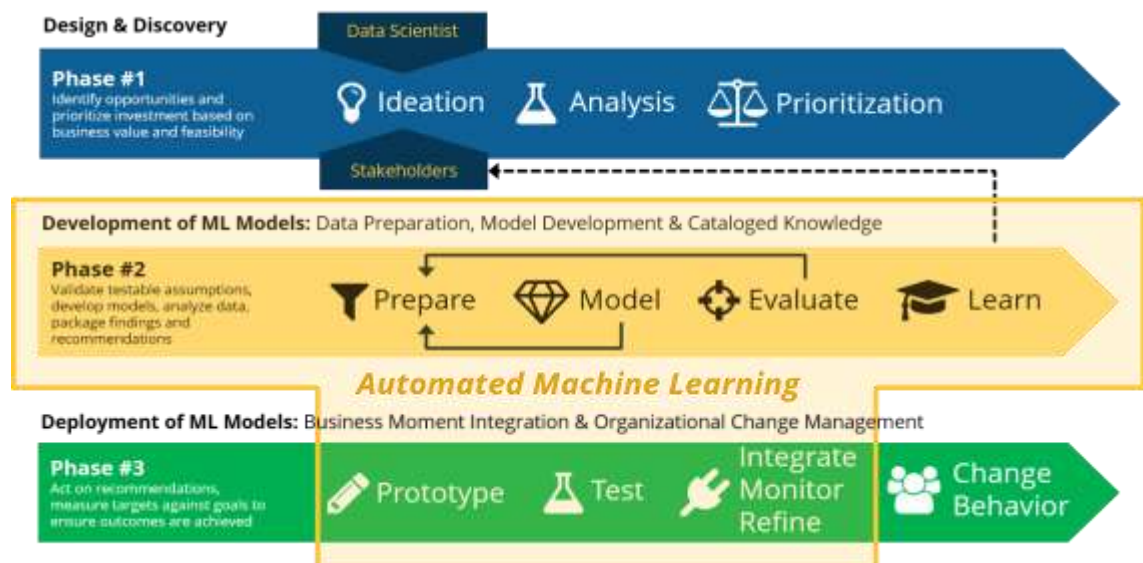 Design & Discovery
Data Scientist
Phase #1
Identify opportunities and
prioritize investment based on
business value and feasibility
Ideation
Analysis
Prioritization
Stakeholders
Development of ML Models: Data Preparation, Model Development & Cataloged Knowledge
Phase #2
Validate testable assumptions,
develop models, analyze data,
package findings and
recommendations
Prepare
Model
Evaluate
Learn
Automated Machine Learning
Deployment of ML Models: Business Moment Integration & Organizational Change Management
Phase #3
Act on recommendations,
measure targets against goals to
ensure outcomes are achieved
Prototype
Test
Integrate
Monitor
Refine
Change
Behavior